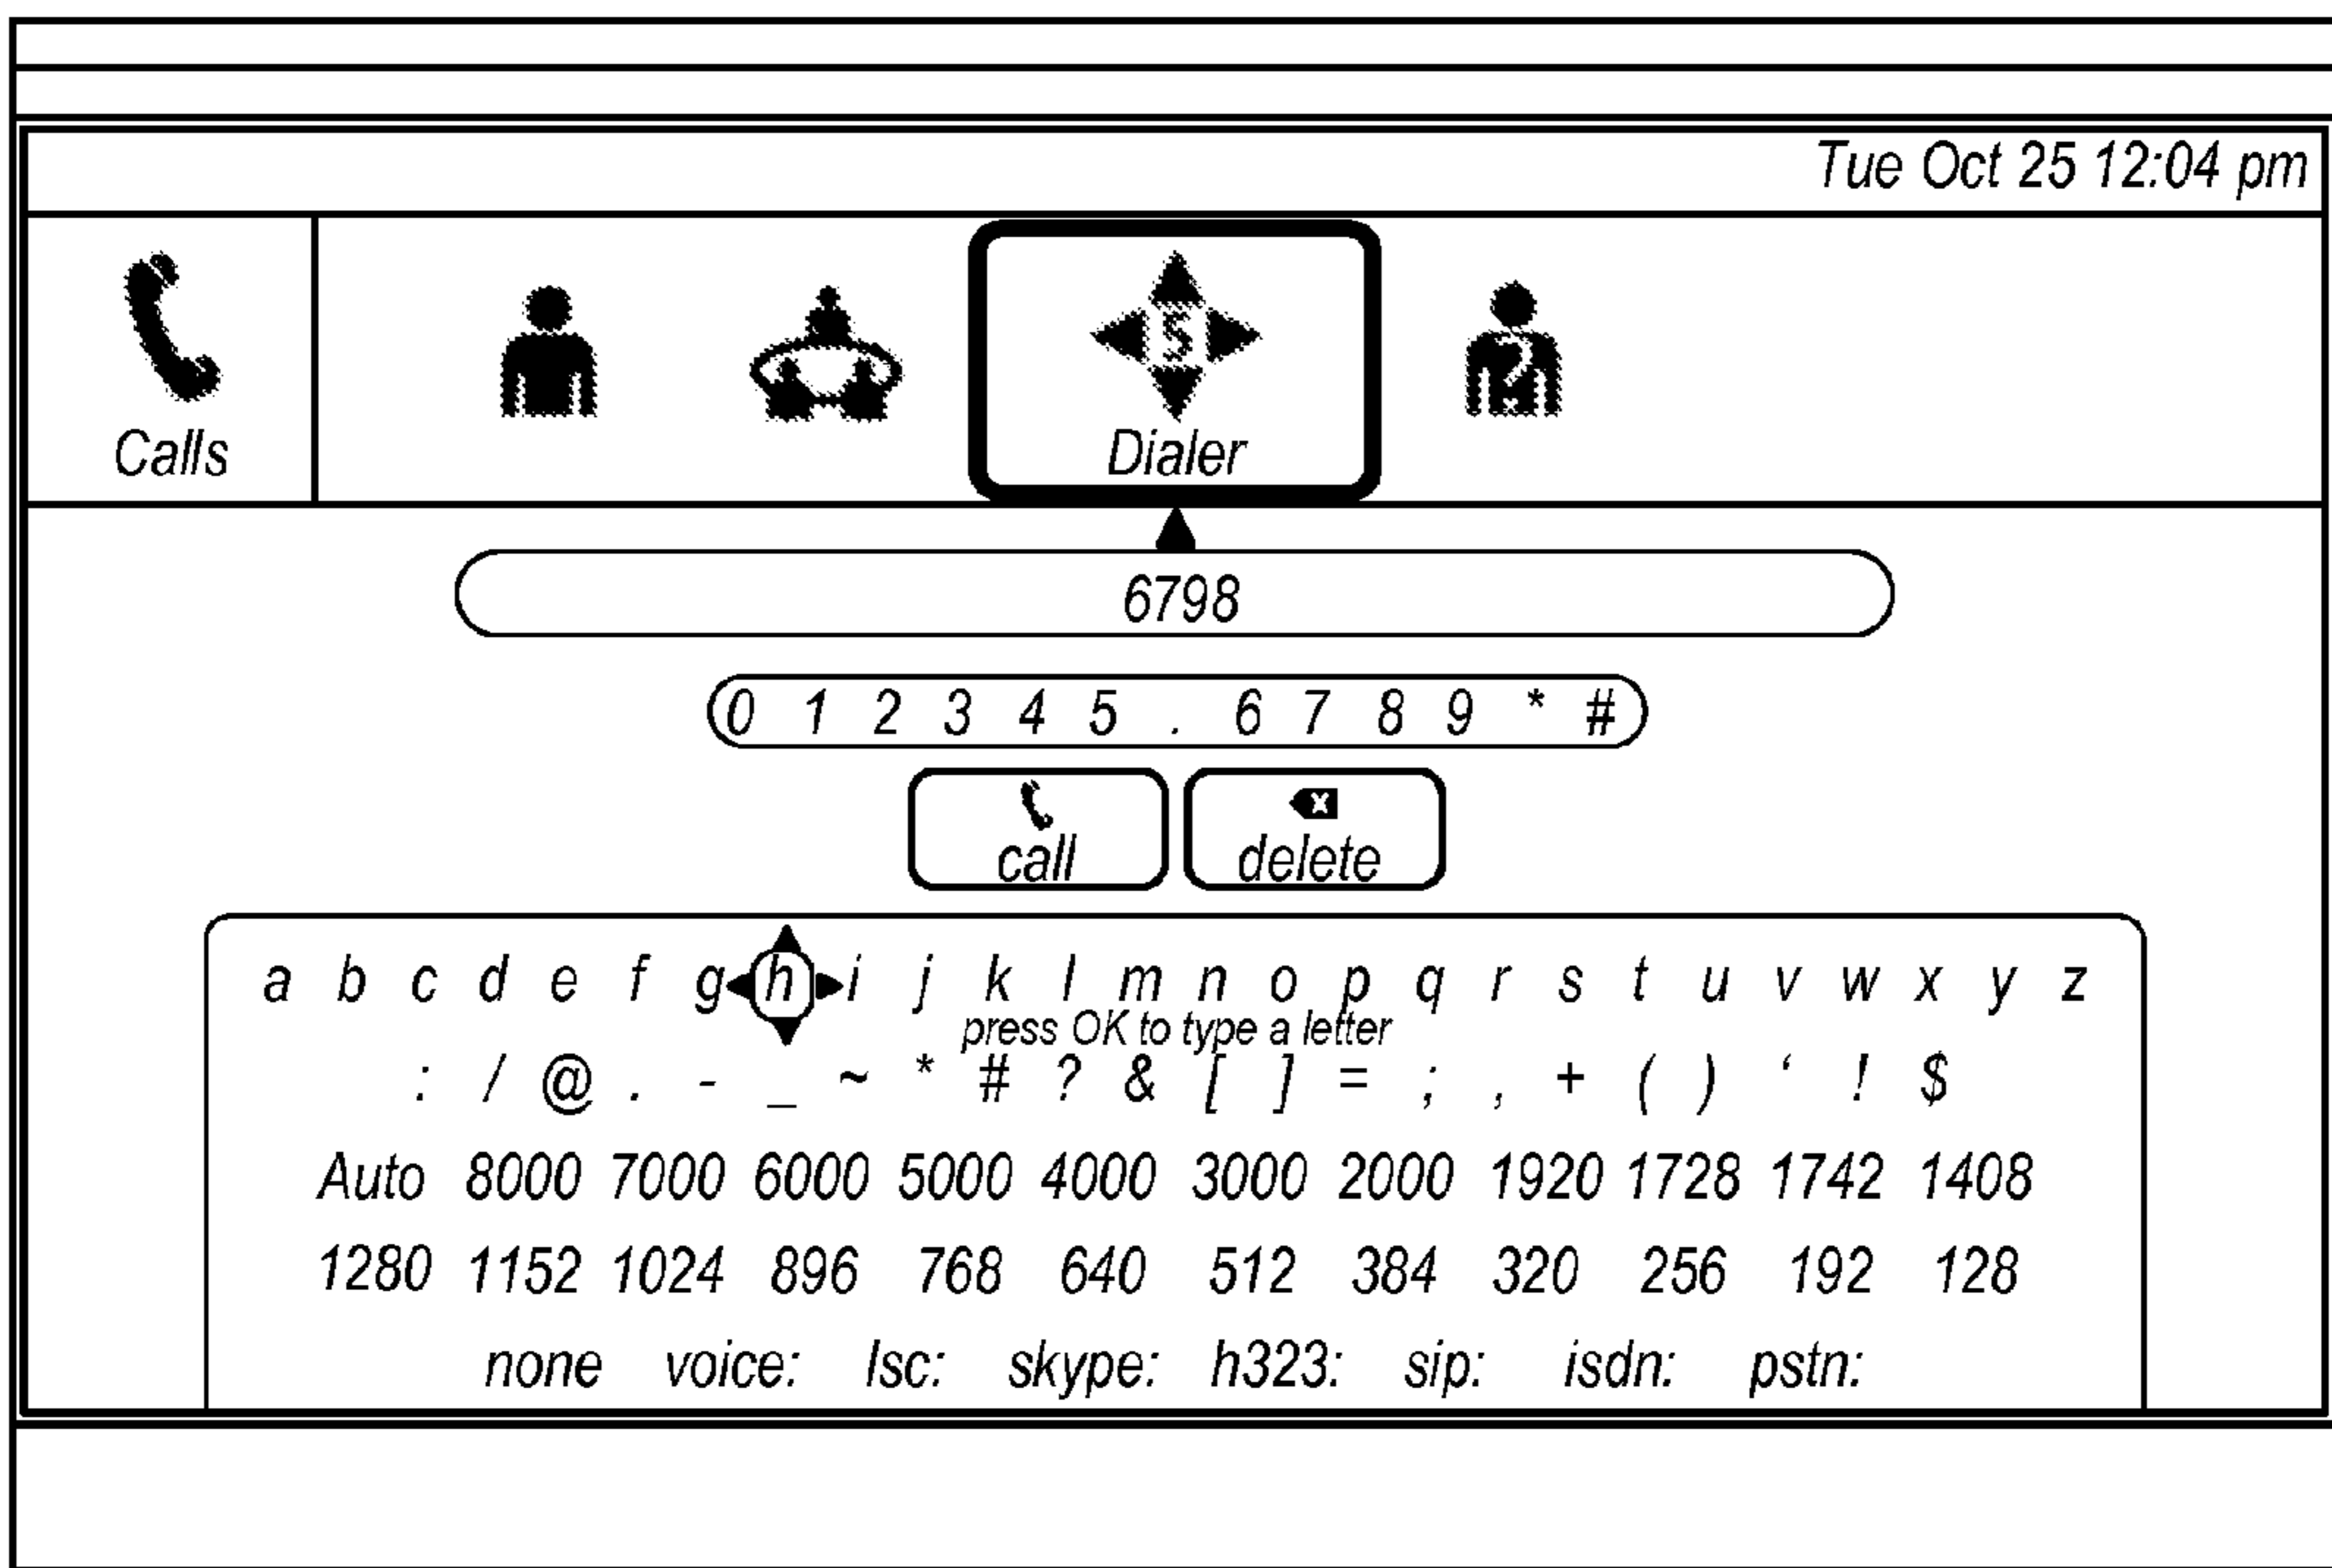 Tue Oct 25 12:04 pm
5
Calls
Dialer
6798
0 1 2 3 4 5 . 6 7 8 9 * #
call delete
a b c d e f g h i j k l m n o p q r s t u v w x y z
press OK to type a letter
: / @ . - _ ~ * # ? & [ ] = ; , + ( ) ‘ ! $
Auto 8000 7000 6000 5000 4000 3000 2000 1920 1728 1742 1408
1280 1152 1024 896 768 640 512 384 320 256 192 128
none voice: lsc: skype: h323: sip: isdn: pstn: